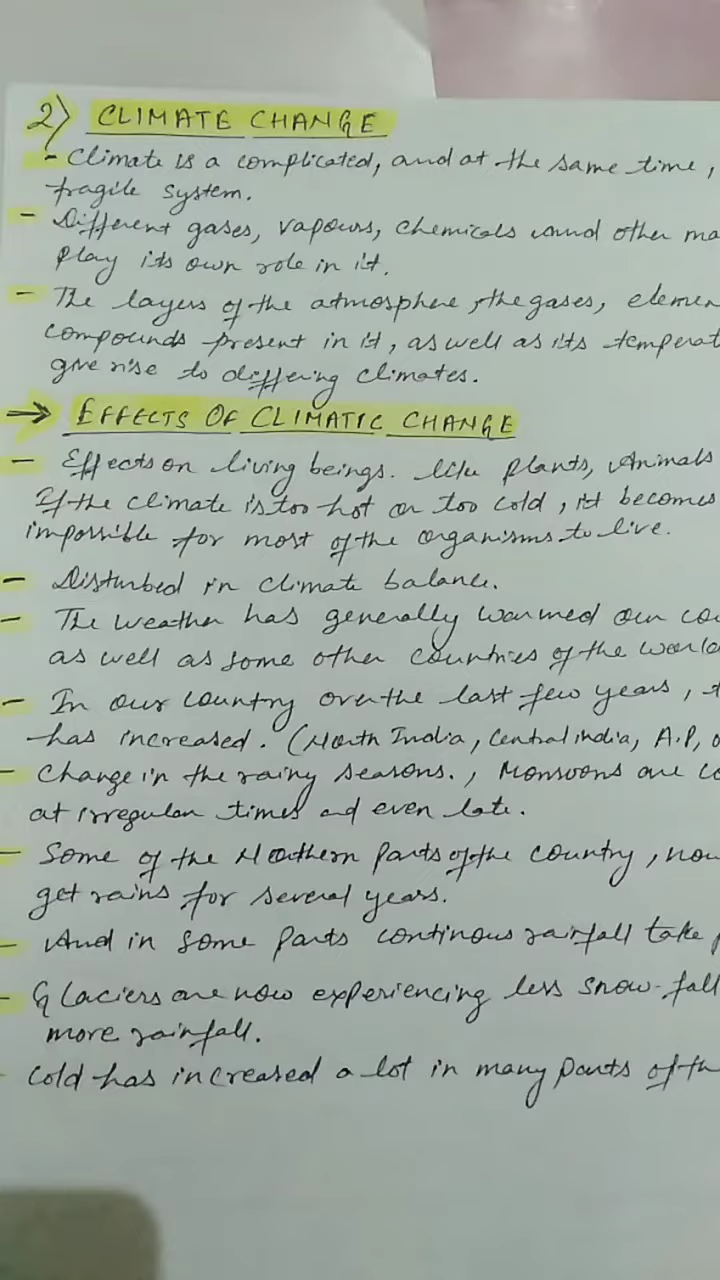 2) CLIMATE CHANGE
- Climate is a complicated, and at the same time,
fragile system.
- Different gases, vapours, chemicals and other ma
play its own role in it.
- The layers of the atmosphere, the gases, elemen
compounds present in it, as well as its temperat
give rise to differing climates.
→ EFFECTS OF CLIMATIC CHANGE
- Effects on living beings. like plants, Animals
If the climate is too hot or too cold, it becomes
impossible for most of the organisms to live.
- Disturbed in climate balance.
- The weather has generally warmed our co
as well as some other countries of the world
- In our country over the last few years, t
has increased. (North India, Central india, A.P, o
- Change in the rainy seasons., Monsoons are co
at irregular times and even late.
- Some of the Northern parts of the country, now
get rains for several years.
- And in some parts continous rainfall take p
- Glaciers are now experiencing less snow-fall
more rainfall.
- Cold has increased a lot in many parts of th